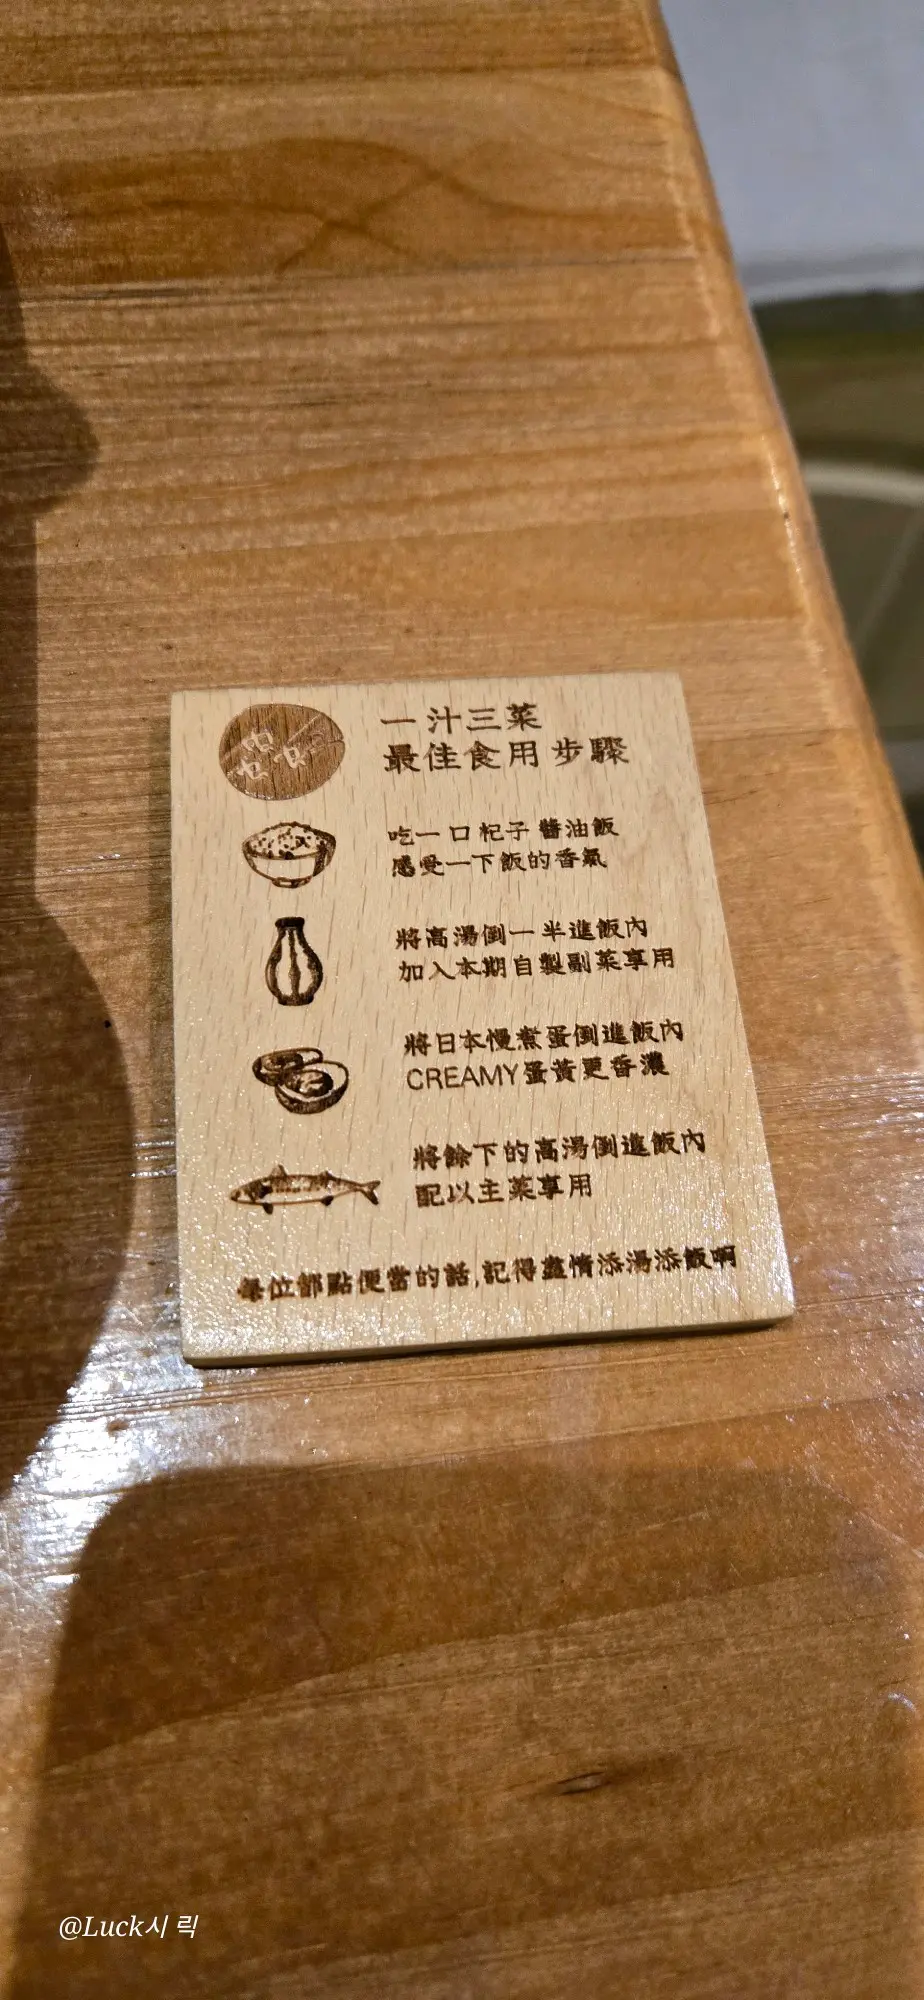 一汁三菜
最佳食用步驟
吃一口杞子醬油飯
感受一下飯的香氣
將高湯倒一半進飯內
加入本期自製副菜享用
將日本慢煮蛋倒進飯內
CREAMY蛋黃更香濃
將餘下的高湯倒進飯內
配以主菜享用
每位都點便當的話,記得盡情添湯添飯啊
@Luck시 릭